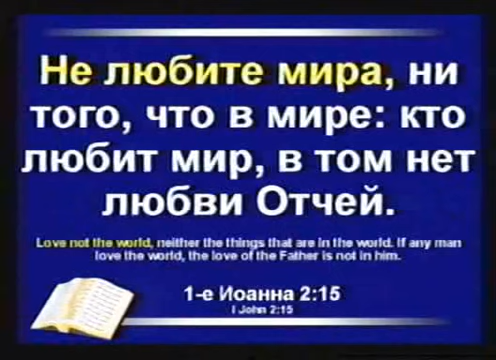 Не любите мира, ни
того, что в мире: кто
любит мир, в том нет
любви Отчей.
Love not the world, neither the things that are in the world. If any man
love the world, the love of the Father is not in him.
1-е Иоанна 2:15
I John 2:15